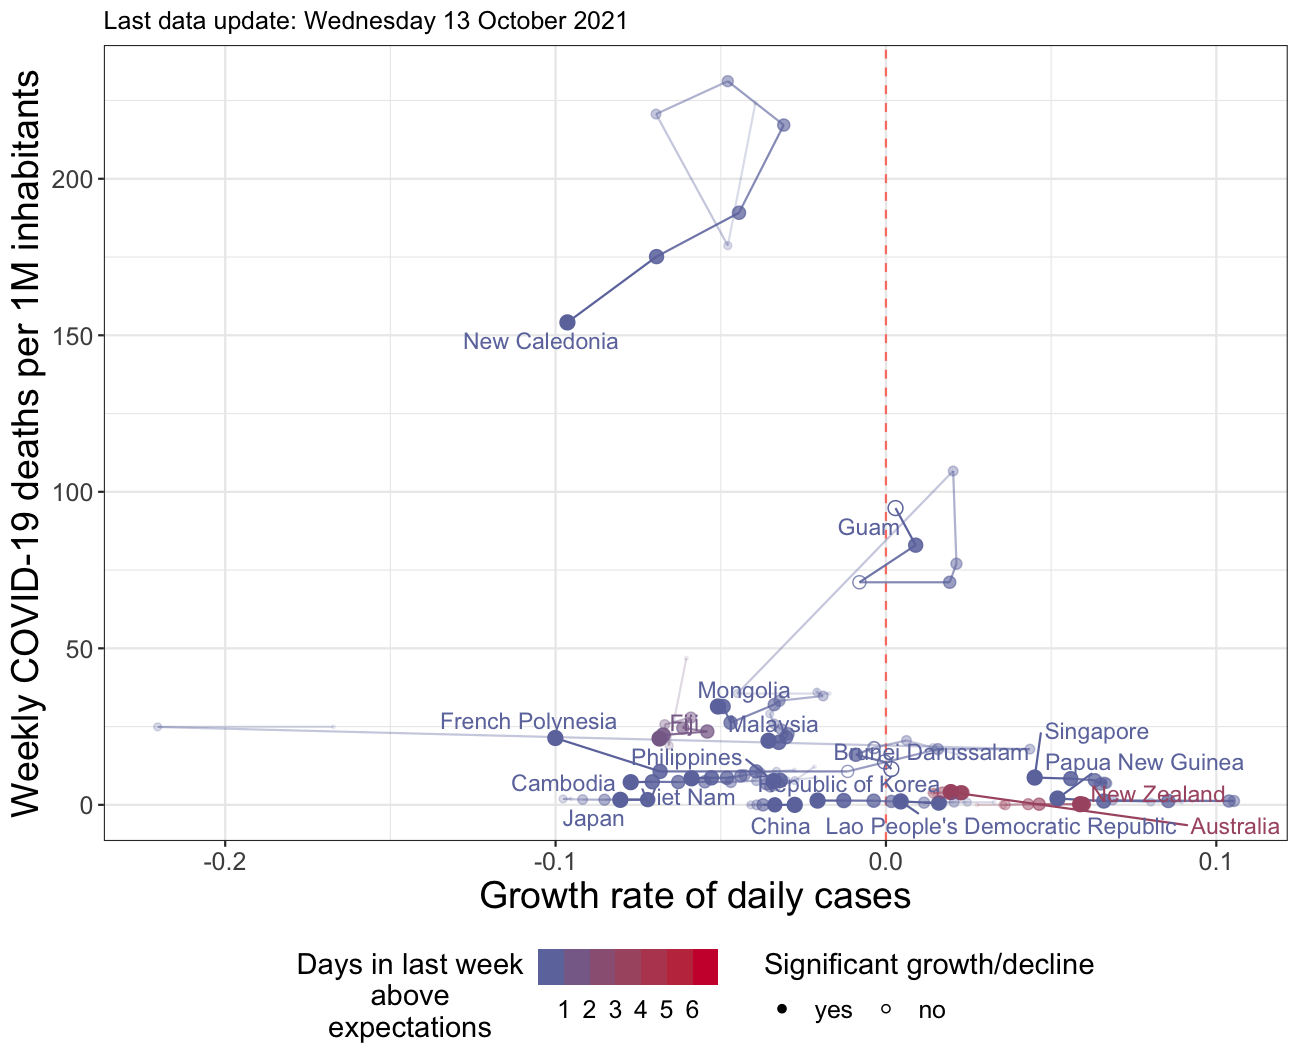 Last data update: Wednesday 13 October 2021
Weekly COVID-19 deaths per 1M inhabitants
200
150
100
50
0
New Caledonia
Guam
Mongolia
French Polynesia
Fiji
Malaysia
Singapore
Brunei Darussalam
Philippines
Papua New Guinea
Cambodia
Republic of Korea
Viet Nam
New Zealand
Japan
China
Lao People's Democratic Republic
Australia
-0.2
-0.1
0.0
0.1
Growth rate of daily cases
Days in last week
above
expectations
1 2 3 4 5 6
Significant growth/decline
yes
no